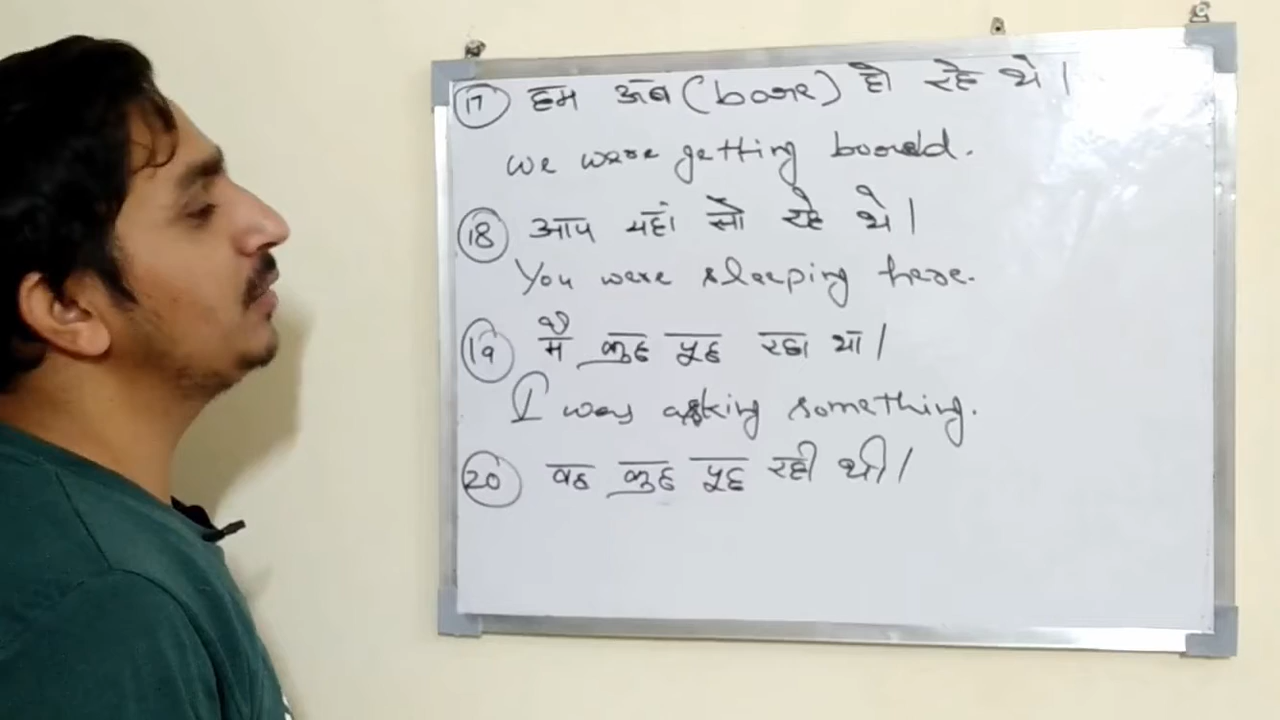 17 हम ऊब (bore) हो रहे थे।
We were getting boored.
18 आप यहां सो रहे थे।
You were sleeping here.
19 मैं कुछ पूछ रहा था।
I was asking something.
20 वह कुछ पूछ रही थी।